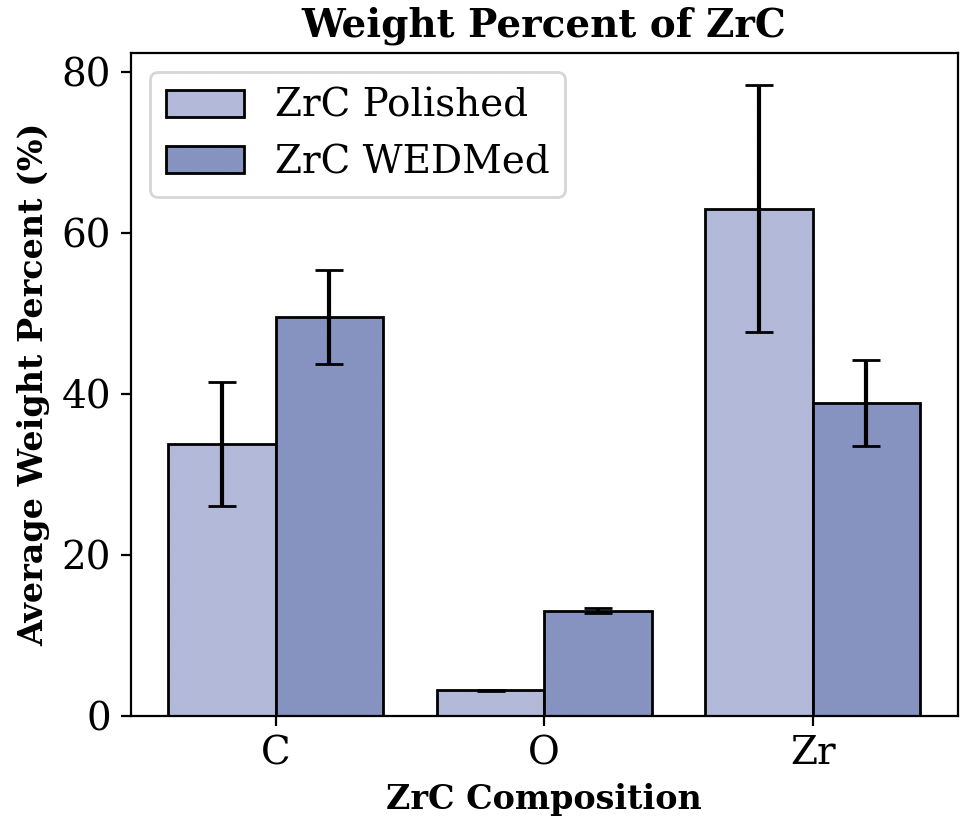 Weight Percent of ZrC
ZrC Polished
ZrC WEDMed
Average Weight Percent (%)
80
60
40
20
0
C O Zr
ZrC Composition